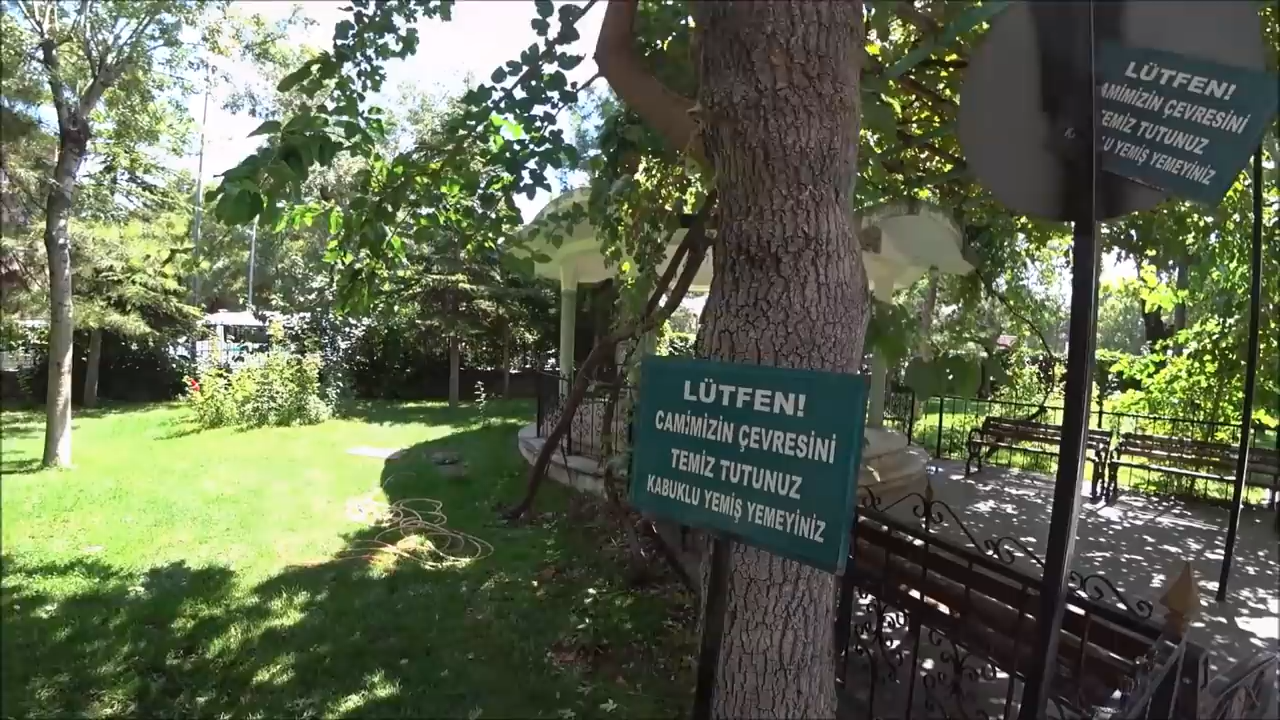 LÜTFEN!
CAMİMİZİN ÇEVRESİNİ
TEMİZ TUTUNUZ
KABUKLU YEMİŞ YEMEYİNİZ
LÜTFEN!
AMİMİZİN ÇEVRESİNİ
TEMİZ TUTUNUZ
U YEMİŞ YEMEYİNİZ